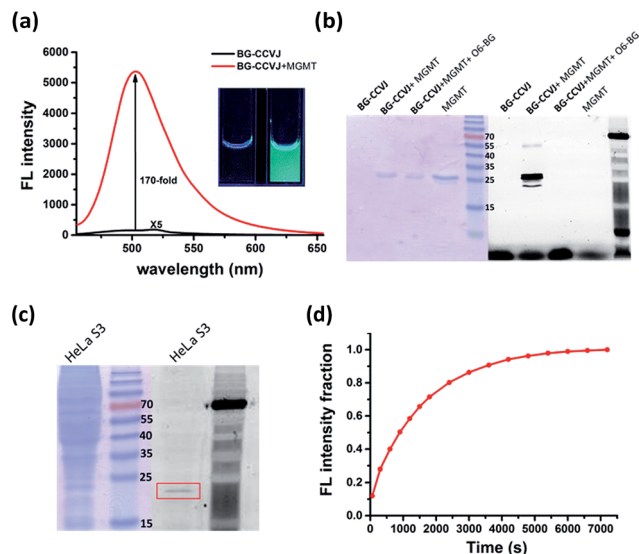 (a)
FL intensity
6000
5000
4000
3000
2000
1000
0
500 550 600 650
wavelength (nm)
BG-CCVJ
BG-CCVJ+MGMT
170-fold
X5
(b)
BG-CCVJ
BG-CCVJ+ MGMT
BG-CCVJ+MGMT+ O6-BG
MGMT
70
55
40
35
25
15
BG-CCVJ
BG-CCVJ+ MGMT
BG-CCVJ+MGMT+ O6-BG
MGMT
(c)
HeLa S3
HeLa S3
70
55
40
35
25
15
(d)
FL intensity fraction
1.0
0.8
0.6
0.4
0.2
0.0
0 1000 2000 3000 4000 5000 6000 7000
Time (s)